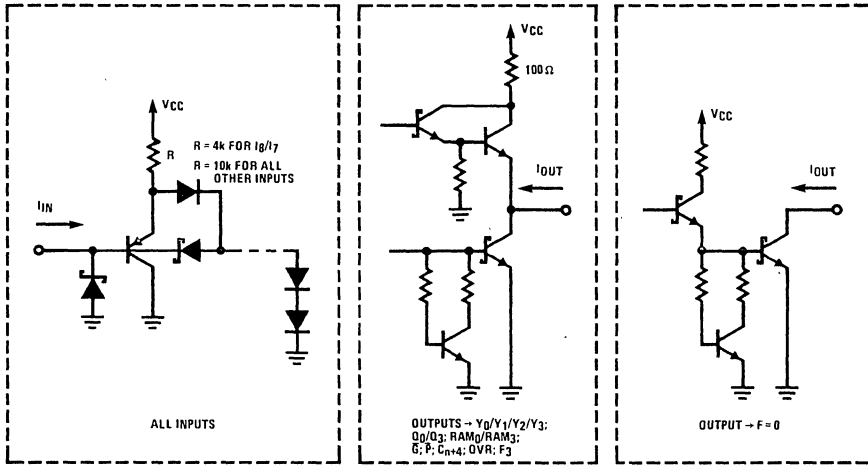 VCC
R
R = 4k FOR I8/I7
R = 10k FOR ALL
OTHER INPUTS
IIN
ALL INPUTS
VCC
100Ω
IOUT
OUTPUTS → Y0/Y1/Y2/Y3;
Q0/Q3; RAM0/RAM3;
G̅; P̅; Cn+4; OVR; F3
VCC
IOUT
OUTPUT → F = 0